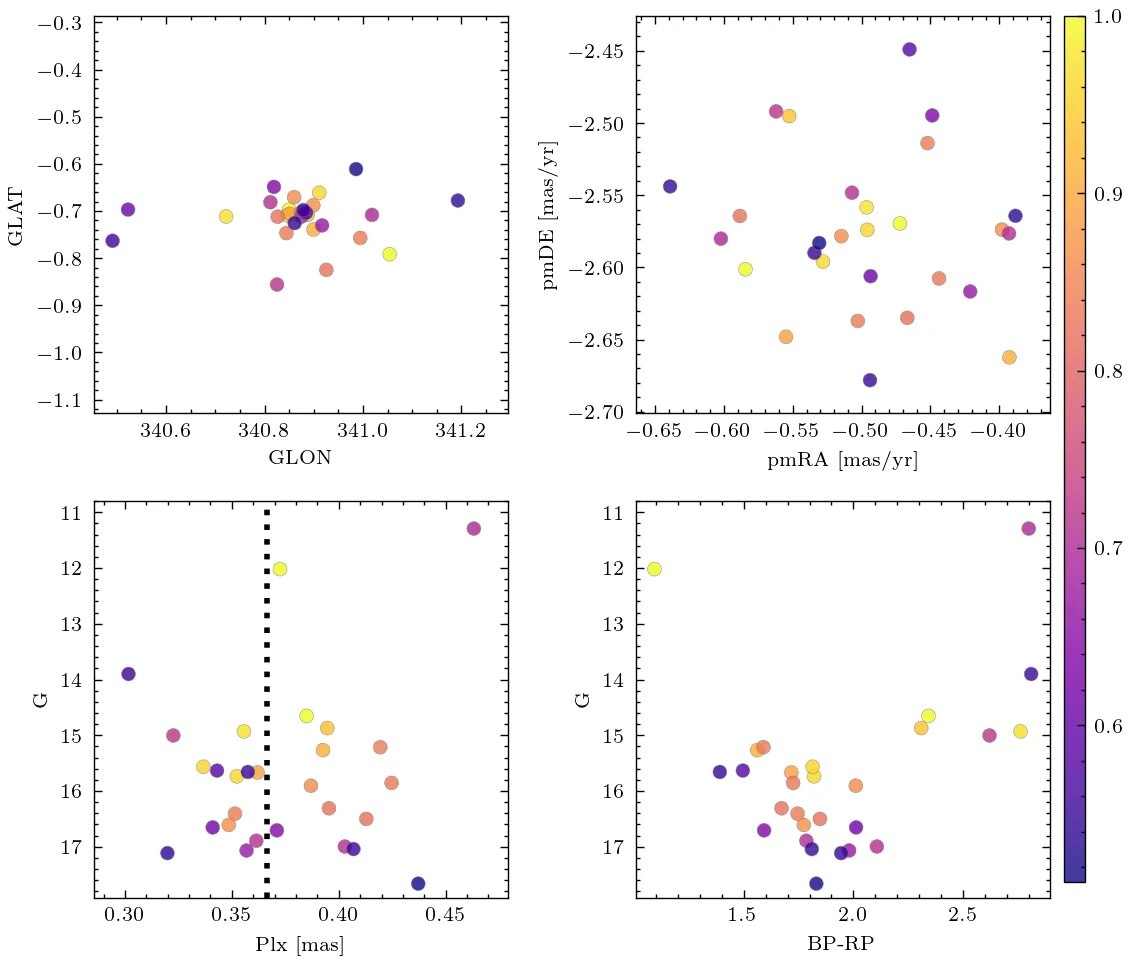 −0.3
−0.4
−0.5
−0.6
−0.7
−0.8
−0.9
−1.0
−1.1
GLAT
340.6 340.8 341.0 341.2
GLON
−2.45
−2.50
−2.55
−2.60
−2.65
−2.70
pmDE [mas/yr]
−0.65 −0.60 −0.55 −0.50 −0.45 −0.40
pmRA [mas/yr]
1.0
0.9
0.8
0.7
0.6
11
12
13
14
15
16
17
G
0.30 0.35 0.40 0.45
Plx [mas]
11
12
13
14
15
16
17
G
1.5 2.0 2.5
BP-RP